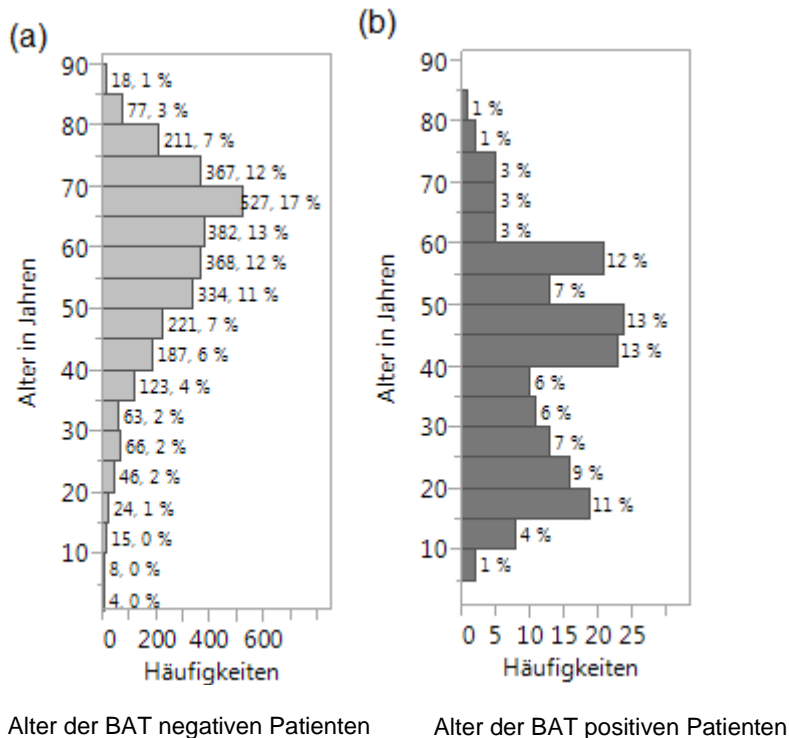 (a)
90
80
70
60
50
40
30
20
10
Alter in Jahren
18, 1 %
77, 3 %
211, 7 %
367, 12 %
527, 17 %
382, 13 %
368, 12 %
334, 11 %
221, 7 %
187, 6 %
123, 4 %
63, 2 %
66, 2 %
46, 2 %
24, 1 %
15, 0 %
8, 0 %
4, 0 %
0 200 400 600
Häufigkeiten
Alter der BAT negativen Patienten
(b)
90
80
70
60
50
40
30
20
10
Alter in Jahren
1 %
1 %
3 %
3 %
3 %
12 %
7 %
13 %
13 %
6 %
6 %
7 %
9 %
11 %
4 %
1 %
0 5 10 15 20 25
Häufigkeiten
Alter der BAT positiven Patienten